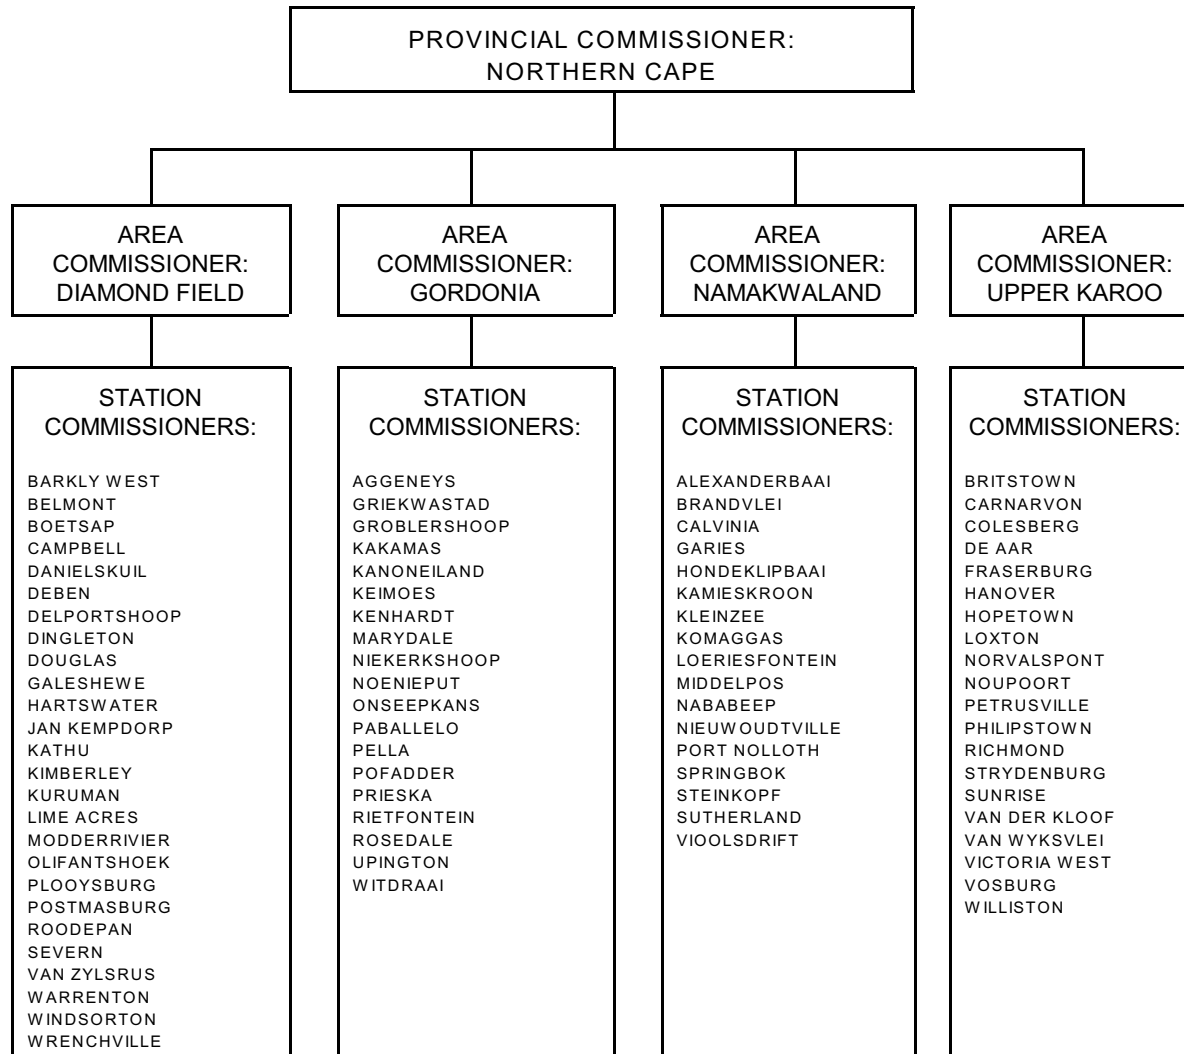 PROVINCIAL COMMISSIONER:
NORTHERN CAPE
AREA
COMMISSIONER:
DIAMOND FIELD
AREA
COMMISSIONER:
GORDONIA
AREA
COMMISSIONER:
NAMAKWALAND
AREA
COMMISSIONER:
UPPER KAROO
STATION
COMMISSIONERS:
BARKLY WEST
BELMONT
BOETSAP
CAMPBELL
DANIELSKUIL
DEBEN
DELPORTSHOOP
DINGLETON
DOUGLAS
GALESHEWE
HARTSWATER
JAN KEMPDORP
KATHU
KIMBERLEY
KURUMAN
LIME ACRES
MODDERRIVIER
OLIFANTSHOEK
PLOOYSBURG
POSTMASBURG
ROODEPAN
SEVERN
VAN ZYLSRUS
WARRENTON
WINDSORTON
WRENCHVILLE
STATION
COMMISSIONERS:
AGGENEYS
GRIEKWASTAD
GROBLERSHOOP
KAKAMAS
KANONEILAND
KEIMOES
KENHARDT
MARYDALE
NIEKERKSHOOP
NOENIEPUT
ONSEEPKANS
PABALLELO
PELLA
POFADDER
PRIESKA
RIETFONTEIN
ROSEDALE
UPINGTON
WITDRAAI
STATION
COMMISSIONERS:
ALEXANDERBAAI
BRANDVLEI
CALVINIA
GARIES
HONDEKLIPBAAI
KAMIESKROON
KLEINZEE
KOMAGGAS
LOERIESFONTEIN
MIDDELPOS
NABABEEP
NIEUWOUDTVILLE
PORT NOLLOTH
SPRINGBOK
STEINKOPF
SUTHERLAND
VIOOLSDRIFT
STATION
COMMISSIONERS:
BRITSTOWN
CARNARVON
COLESBERG
DE AAR
FRASERBURG
HANOVER
HOPETOWN
LOXTON
NORVALSPONT
NOUPOORT
PETRUSVILLE
PHILIPSTOWN
RICHMOND
STRYDENBURG
SUNRISE
VAN DER KLOOF
VAN WYKSVLEI
VICTORIA WEST
VOSBURG
WILLISTON